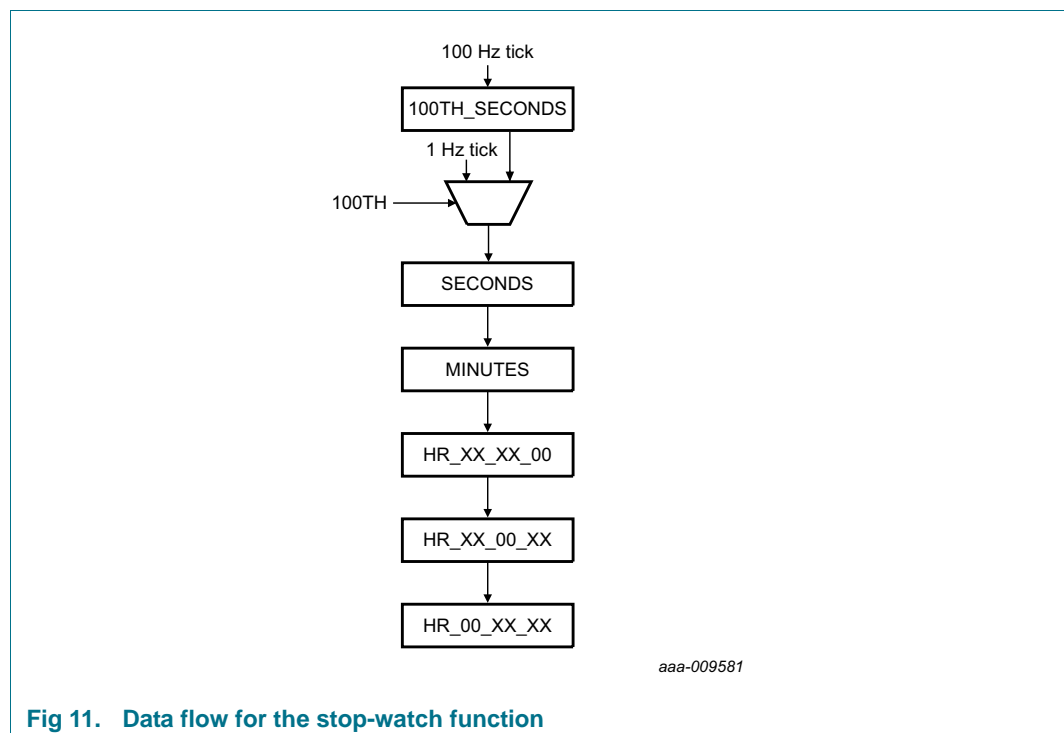 100 Hz tick
100TH_SECONDS
1 Hz tick
100TH
SECONDS
MINUTES
HR_XX_XX_00
HR_XX_00_XX
HR_00_XX_XX
aaa-009581
Fig 11. Data flow for the stop-watch function